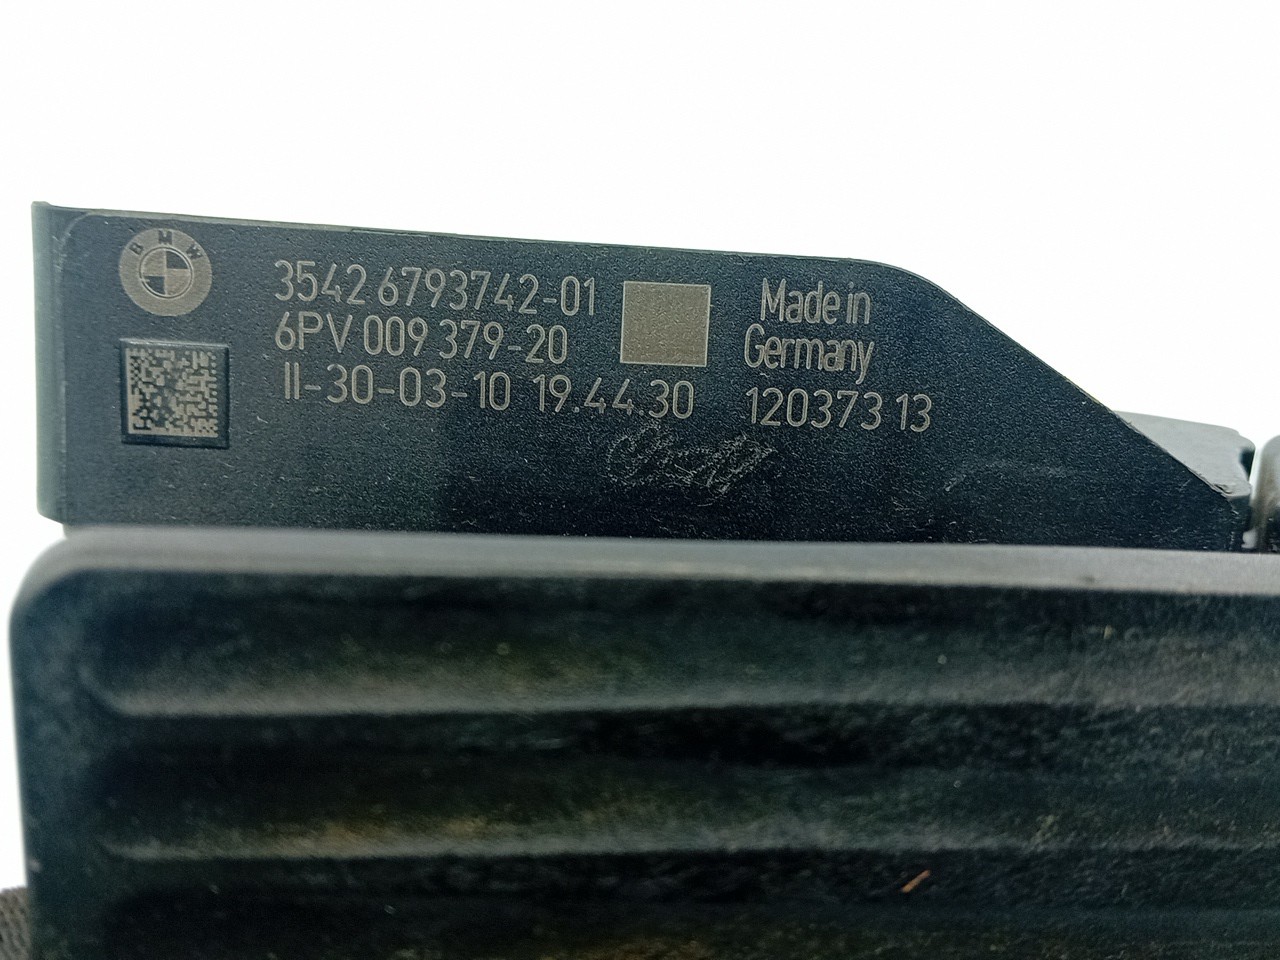 BMW
3542 6793742-01
6PV 009 379-20
II-30-03-10 19.44.30
Made in
Germany
120373 13